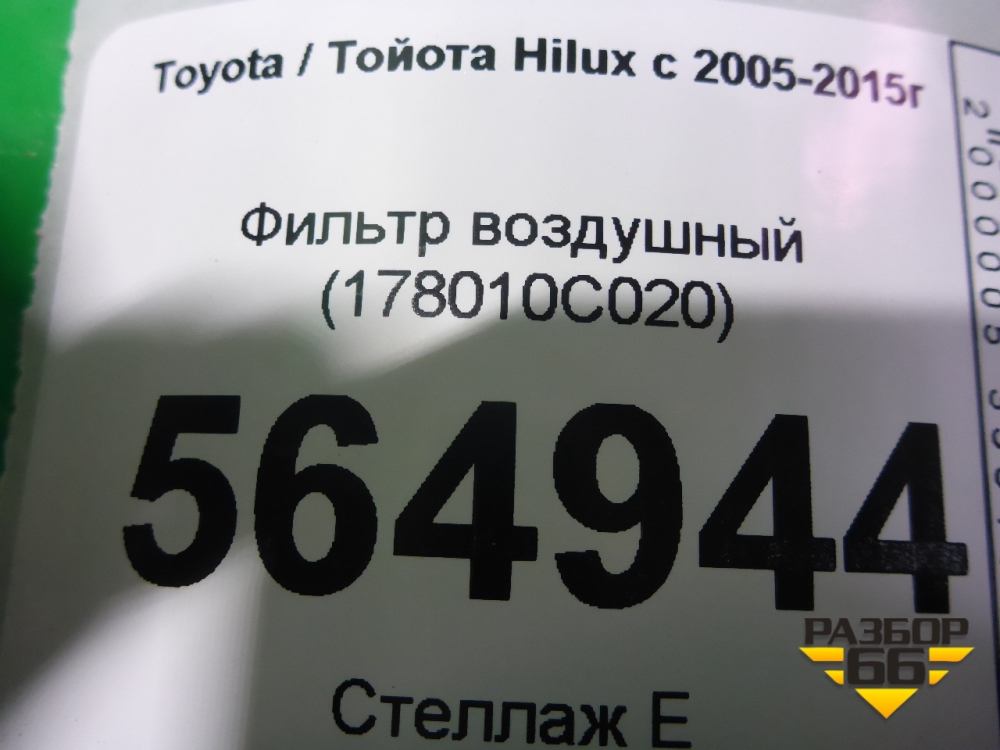 Toyota / Тойота Hilux с 2005-2015г
Фильтр воздушный
(178010C020)
564944
Стеллаж Е
РАЗБОР
66